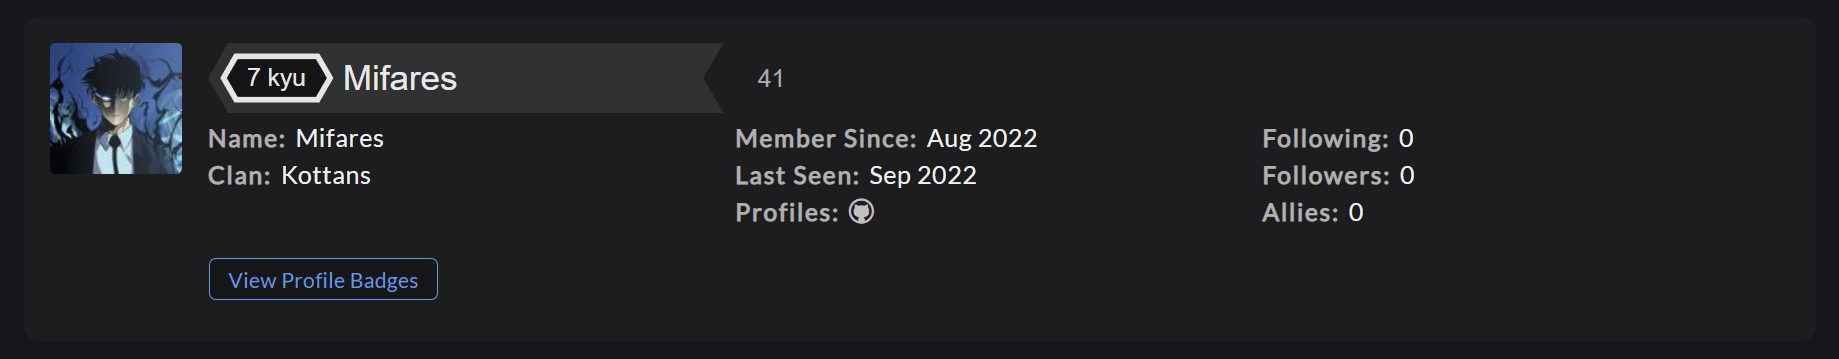 7 kyu Mifares 41
Name: Mifares
Clan: Kottans
Member Since: Aug 2022
Last Seen: Sep 2022
Profiles:
Following: 0
Followers: 0
Allies: 0
View Profile Badges